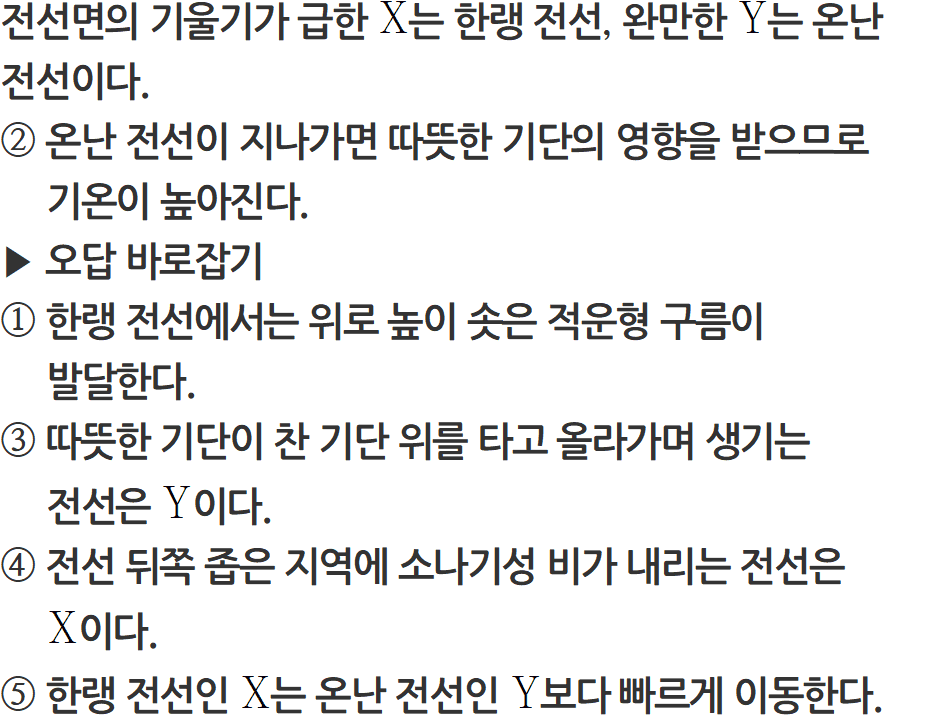 전선면의 기울기가 급한 X는 한랭 전선, 완만한 Y는 온난
전선이다.
② 온난 전선이 지나가면 따뜻한 기단의 영향을 받으므로
기온이 높아진다.
▶ 오답 바로잡기
① 한랭 전선에서는 위로 높이 솟은 적운형 구름이
발달한다.
③ 따뜻한 기단이 찬 기단 위를 타고 올라가며 생기는
전선은 Y이다.
④ 전선 뒤쪽 좁은 지역에 소나기성 비가 내리는 전선은
X이다.
⑤ 한랭 전선인 X는 온난 전선인 Y보다 빠르게 이동한다.